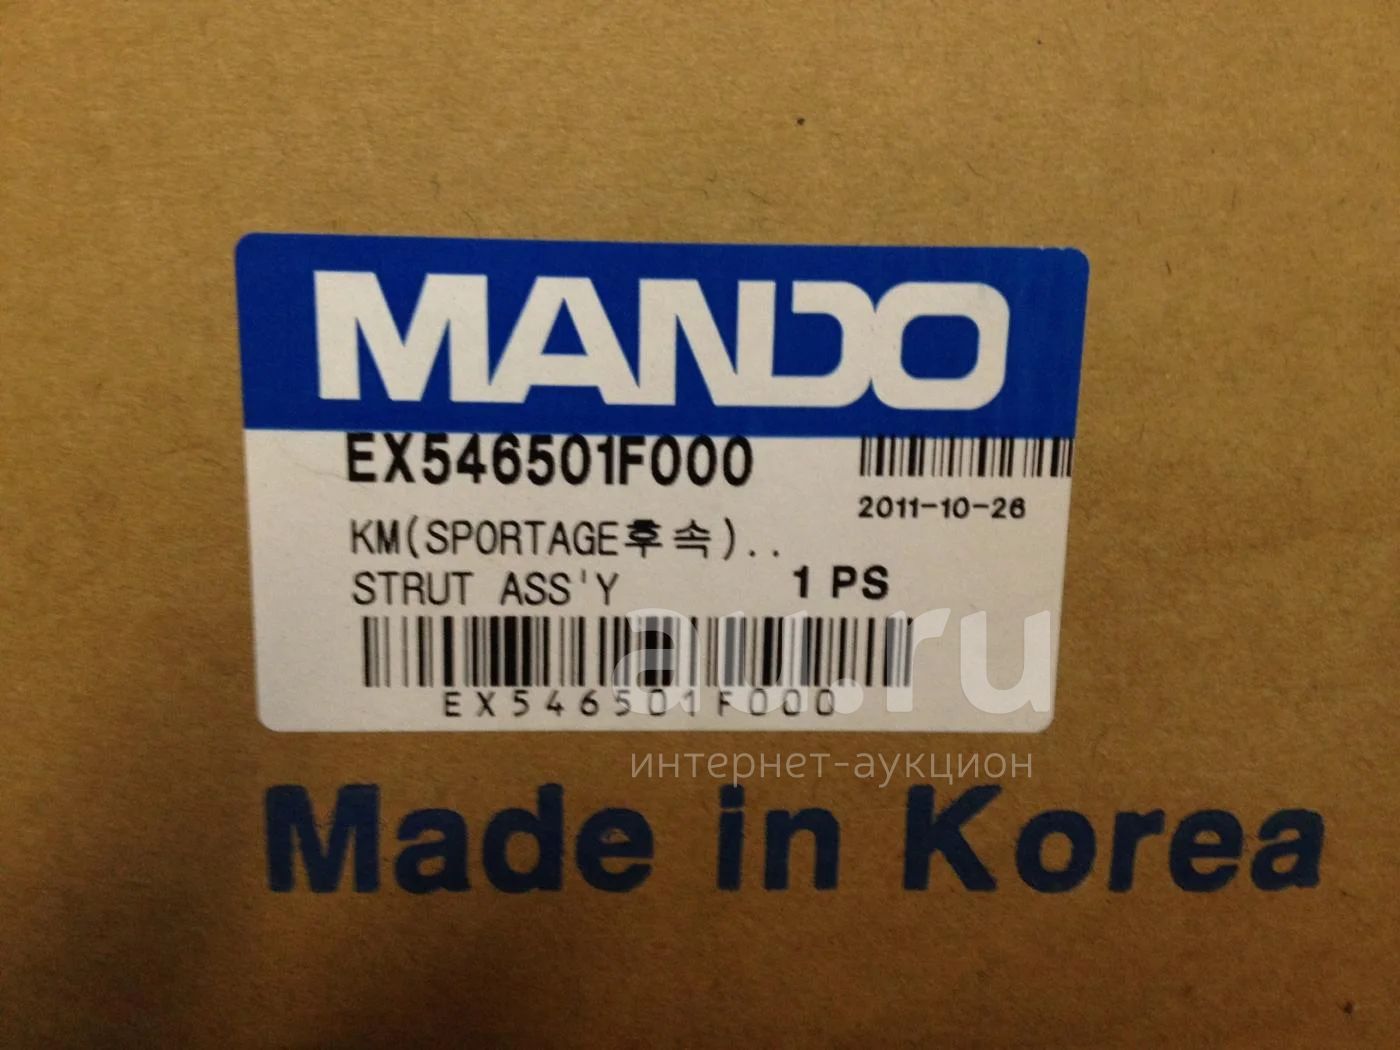 MANDO
EX546501F000
2011-10-26
KM(SPORTAGE후속)..
STRUT ASS'Y 1 PS
EX546501F000
au.ru
интернет-аукцион
Made in Korea